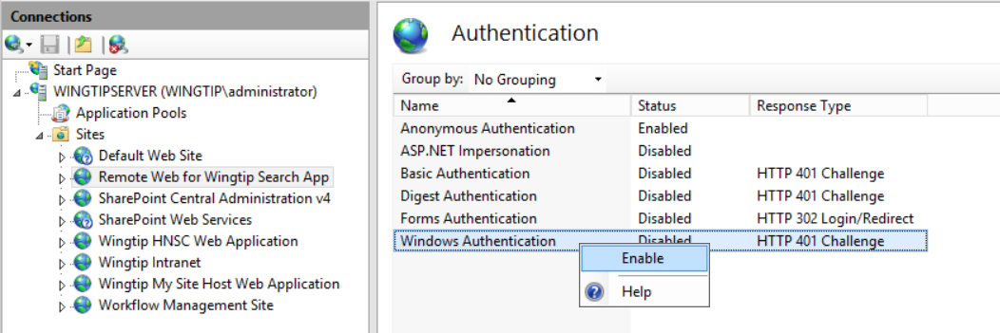 Connections
Start Page
WINGTIPSERVER (WINGTIP\administrator)
Application Pools
Sites
Default Web Site
Remote Web for Wingtip Search App
SharePoint Central Administration v4
SharePoint Web Services
Wingtip HNSC Web Application
Wingtip Intranet
Wingtip My Site Host Web Application
Workflow Management Site
Authentication
Group by: No Grouping
Name Status Response Type
Anonymous Authentication Enabled
ASP.NET Impersonation Disabled
Basic Authentication Disabled HTTP 401 Challenge
Digest Authentication Disabled HTTP 401 Challenge
Forms Authentication Disabled HTTP 302 Login/Redirect
Windows Authentication Disabled HTTP 401 Challenge
Enable
Help